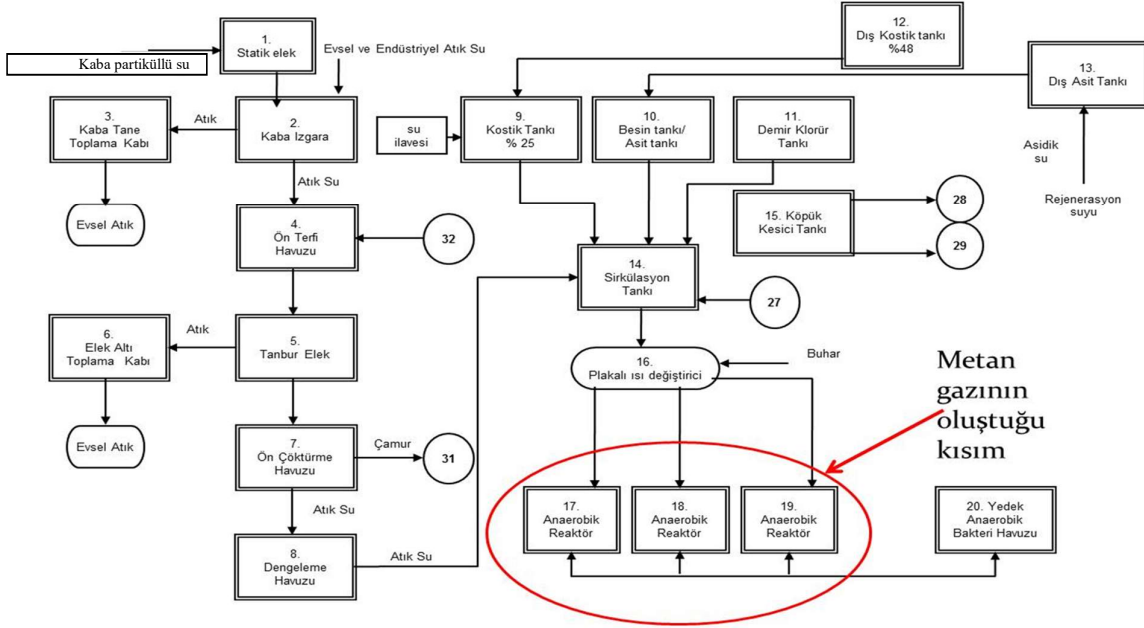 1.
Statik elek
Kaba partiküllü su
Evsel ve Endüstriyel Atık Su
12.
Dış Kostik tankı
%48
13.
Dış Asit Tankı
3.
Kaba Tane
Toplama Kabı
Atık
2.
Kaba Izgara
su
ilavesi
9.
Kostik Tankı
% 25
10.
Besin tankı/
Asit tankı
11.
Demir Klorür
Tankı
Asidik
su
Rejenerasyon
suyu
Atık Su
Evsel Atık
4.
Ön Terfi
Havuzu
32
15. Köpük
Kesici Tankı
28
29
14.
Sirkülasyon
Tankı
27
6.
Elek Altı
Toplama Kabı
Atık
5.
Tanbur Elek
16.
Plakalı ısı değiştirici
Buhar
Metan
gazının
oluştuğu
kısım
Evsel Atık
7.
Ön Çöktürme
Havuzu
Çamur
31
Atık Su
17.
Anaerobik
Reaktör
18.
Anaerobik
Reaktör
19.
Anaerobik
Reaktör
20. Yedek
Anaerobik
Bakteri Havuzu
8.
Dengeleme
Havuzu
Atık Su